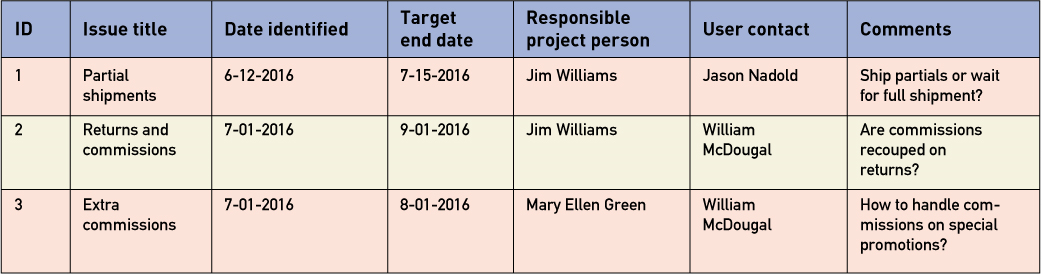 ID Issue title Date identified Target end date Responsible project person User contact Comments
1 Partial shipments 6-12-2016 7-15-2016 Jim Williams Jason Nadold Ship partials or wait for full shipment?
2 Returns and commissions 7-01-2016 9-01-2016 Jim Williams William McDougal Are commissions recouped on returns?
3 Extra commissions 7-01-2016 8-01-2016 Mary Ellen Green William McDougal How to handle com-missions on special promotions?